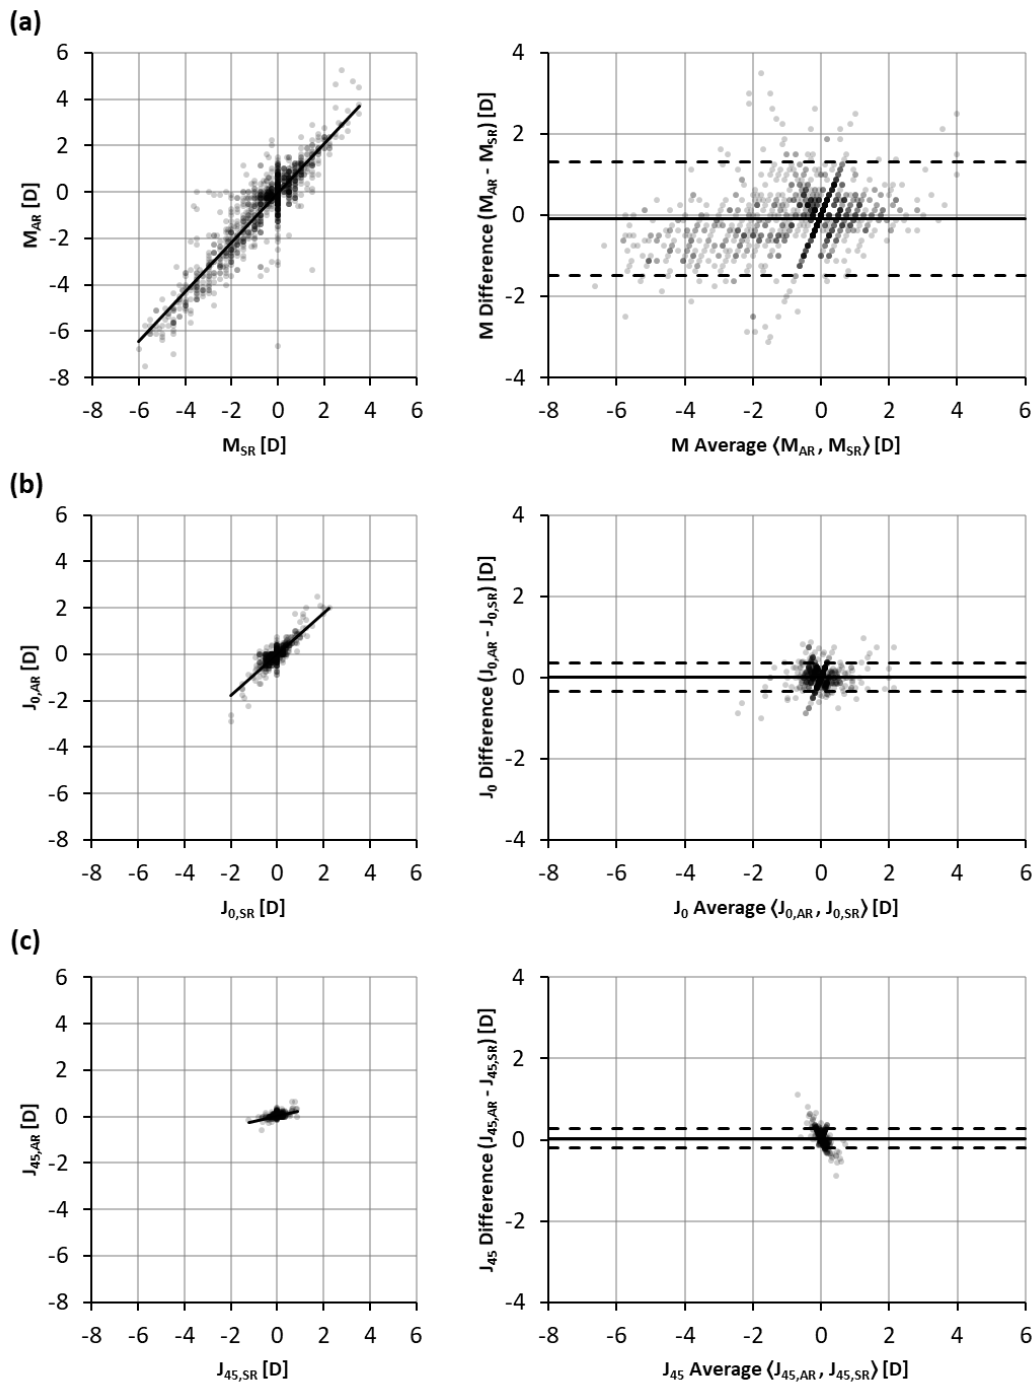 (a)
6
4
2
0
-2
-4
-6
-8
M_AR [D]
-8 -6 -4 -2 0 2 4 6
M_SR [D]
4
2
0
-2
-4
M Difference (M_AR - M_SR) [D]
-8 -6 -4 -2 0 2 4 6
M Average ⟨M_AR , M_SR⟩ [D]
(b)
6
4
2
0
-2
-4
-6
-8
J_0,AR [D]
-8 -6 -4 -2 0 2 4 6
J_0,SR [D]
4
2
0
-2
-4
J_0 Difference (J_0,AR - J_0,SR) [D]
-8 -6 -4 -2 0 2 4 6
J_0 Average ⟨J_0,AR , J_0,SR⟩ [D]
(c)
6
4
2
0
-2
-4
-6
-8
J_45,AR [D]
-8 -6 -4 -2 0 2 4 6
J_45,SR [D]
4
2
0
-2
-4
J_45 Difference (J_45,AR - J_45,SR) [D]
-8 -6 -4 -2 0 2 4 6
J_45 Average ⟨J_45,AR , J_45,SR⟩ [D]